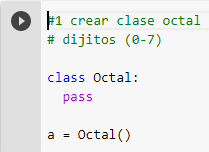 #1 crear clase octal
# dijitos (0-7)
class Octal:
pass
a = Octal()